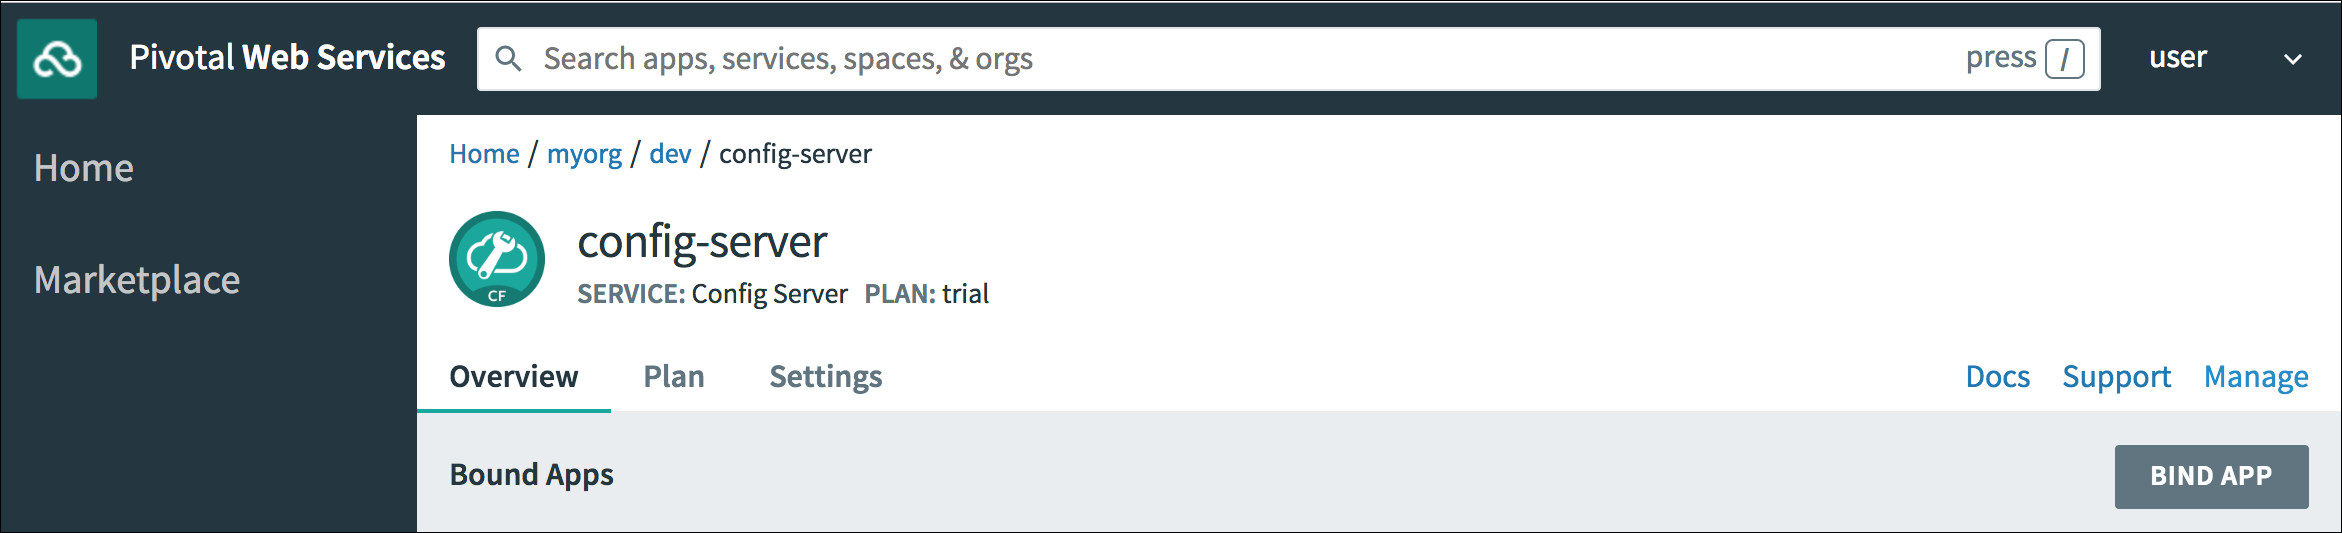 Pivotal Web Services
Search apps, services, spaces, & orgs
press /
user
Home
Marketplace
Home / myorg / dev / config-server
CF
config-server
SERVICE: Config Server PLAN: trial
Overview Plan Settings Docs Support Manage
Bound Apps BIND APP